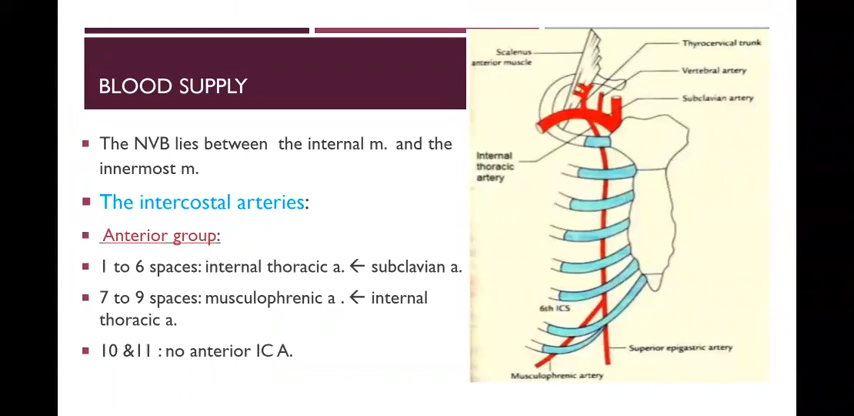 BLOOD SUPPLY
The NVB lies between the internal m. and the
innermost m.
The intercostal arteries:
Anterior group:
1 to 6 spaces: internal thoracic a. ← subclavian a.
7 to 9 spaces: musculophrenic a . ← internal
thoracic a.
10 &11 : no anterior IC A.
Scalenus
anterior muscle
Thyrocervical trunk
Vertebral artery
Subclavian artery
Internal
thoracic
artery
6th ICS
Superior epigastric artery
Musculophrenic artery